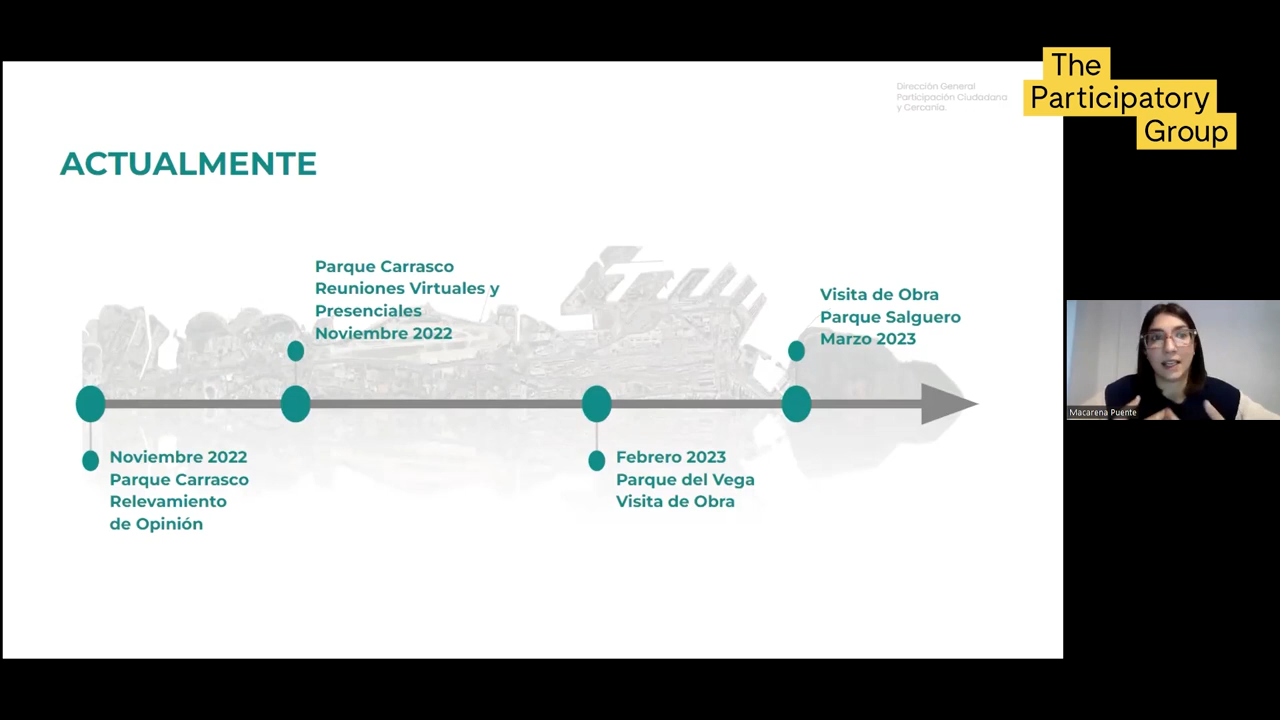 The
Participatory
Group
Dirección General
Participación Ciudadana
y Cercanía.
ACTUALMENTE
Parque Carrasco
Reuniones Virtuales y
Presenciales
Noviembre 2022
Visita de Obra
Parque Salguero
Marzo 2023
Noviembre 2022
Parque Carrasco
Relevamiento
de Opinión
Febrero 2023
Parque del Vega
Visita de Obra
Macarena Puente